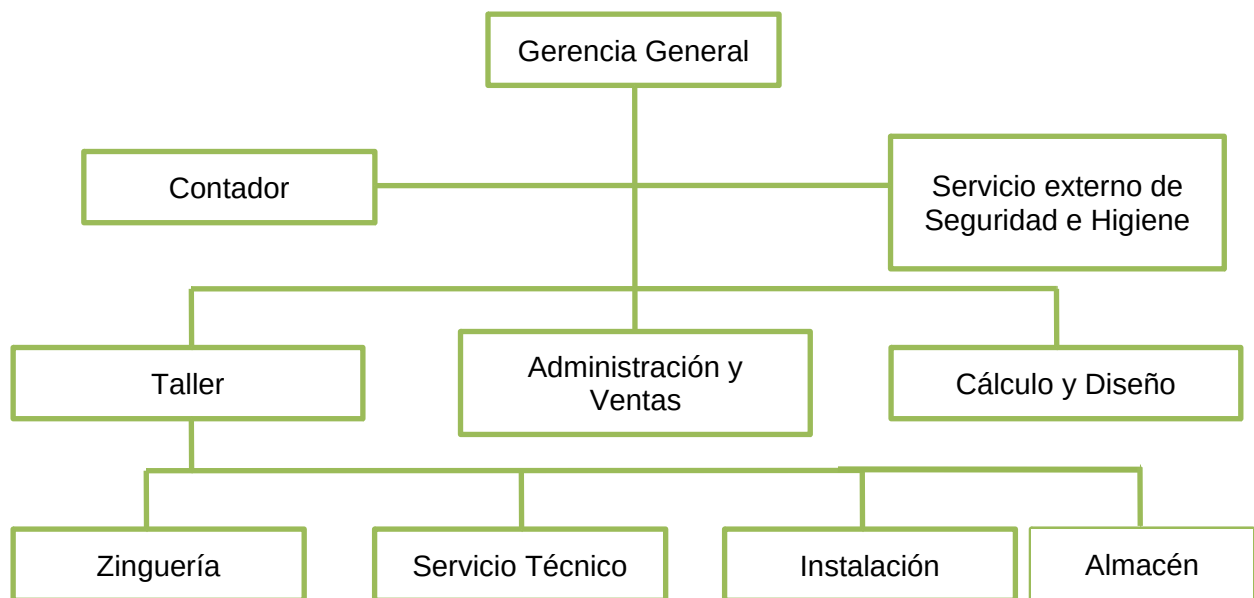 Gerencia General
Contador
Servicio externo de
Seguridad e Higiene
Taller
Administración y
Ventas
Cálculo y Diseño
Zinguería
Servicio Técnico
Instalación
Almacén